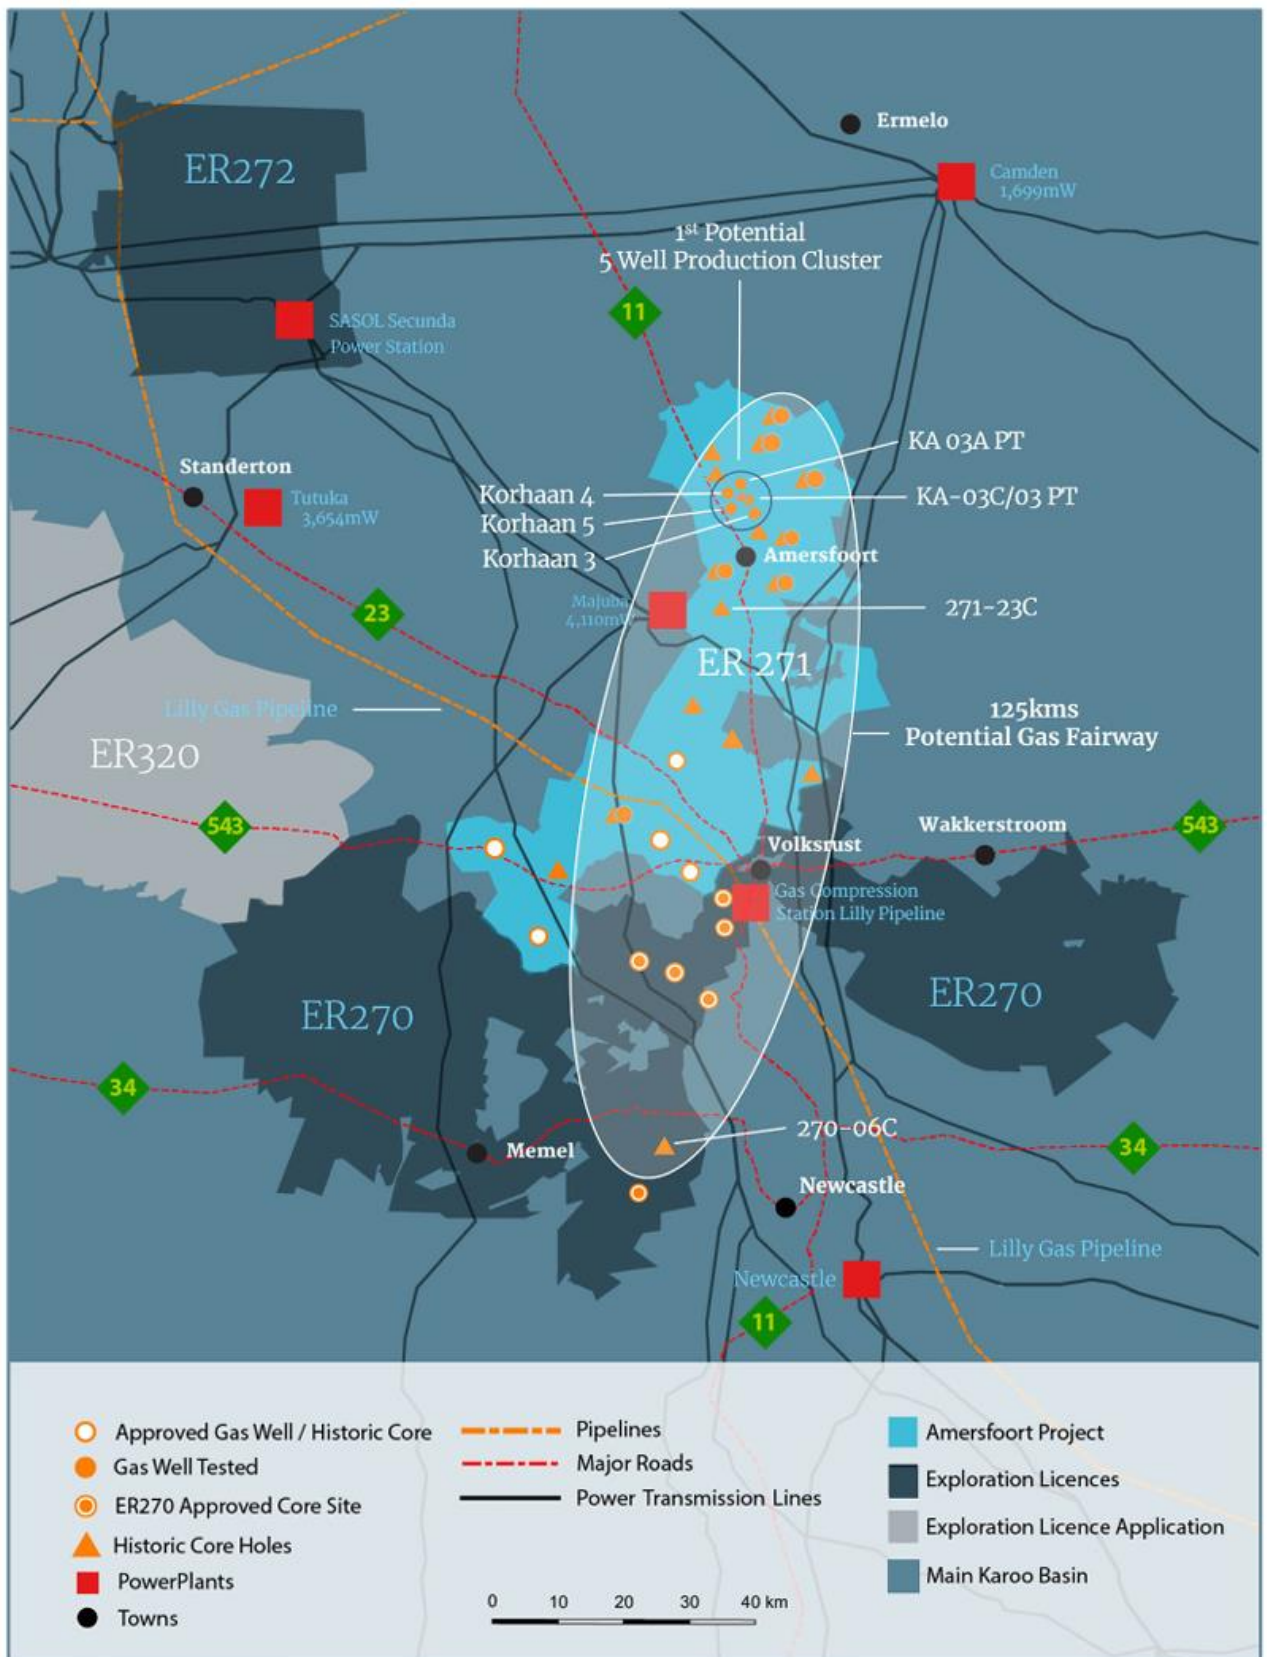 Ermelo
ER272
Camden
1,699mW
1st Potential
5 Well Production Cluster
11
SASOL Secunda
Power Station
KA 03A PT
Standerton
Tutuka
3,654mW
Korhaan 4
KA-03C/03 PT
Korhaan 5
Korhaan 3
Amersfoort
Majuba
4,110mW
271-23C
23
ER 271
Lilly Gas Pipeline
125kms
Potential Gas Fairway
ER320
543
Wakkerstroom
543
Volksrust
Gas Compression
Station Lilly Pipeline
ER270
ER270
34
270-06C
34
Memel
Newcastle
Lilly Gas Pipeline
Newcastle
11
Approved Gas Well / Historic Core
Gas Well Tested
ER270 Approved Core Site
Historic Core Holes
PowerPlants
Towns
Pipelines
Major Roads
Power Transmission Lines
0 10 20 30 40 km
Amersfoort Project
Exploration Licences
Exploration Licence Application
Main Karoo Basin